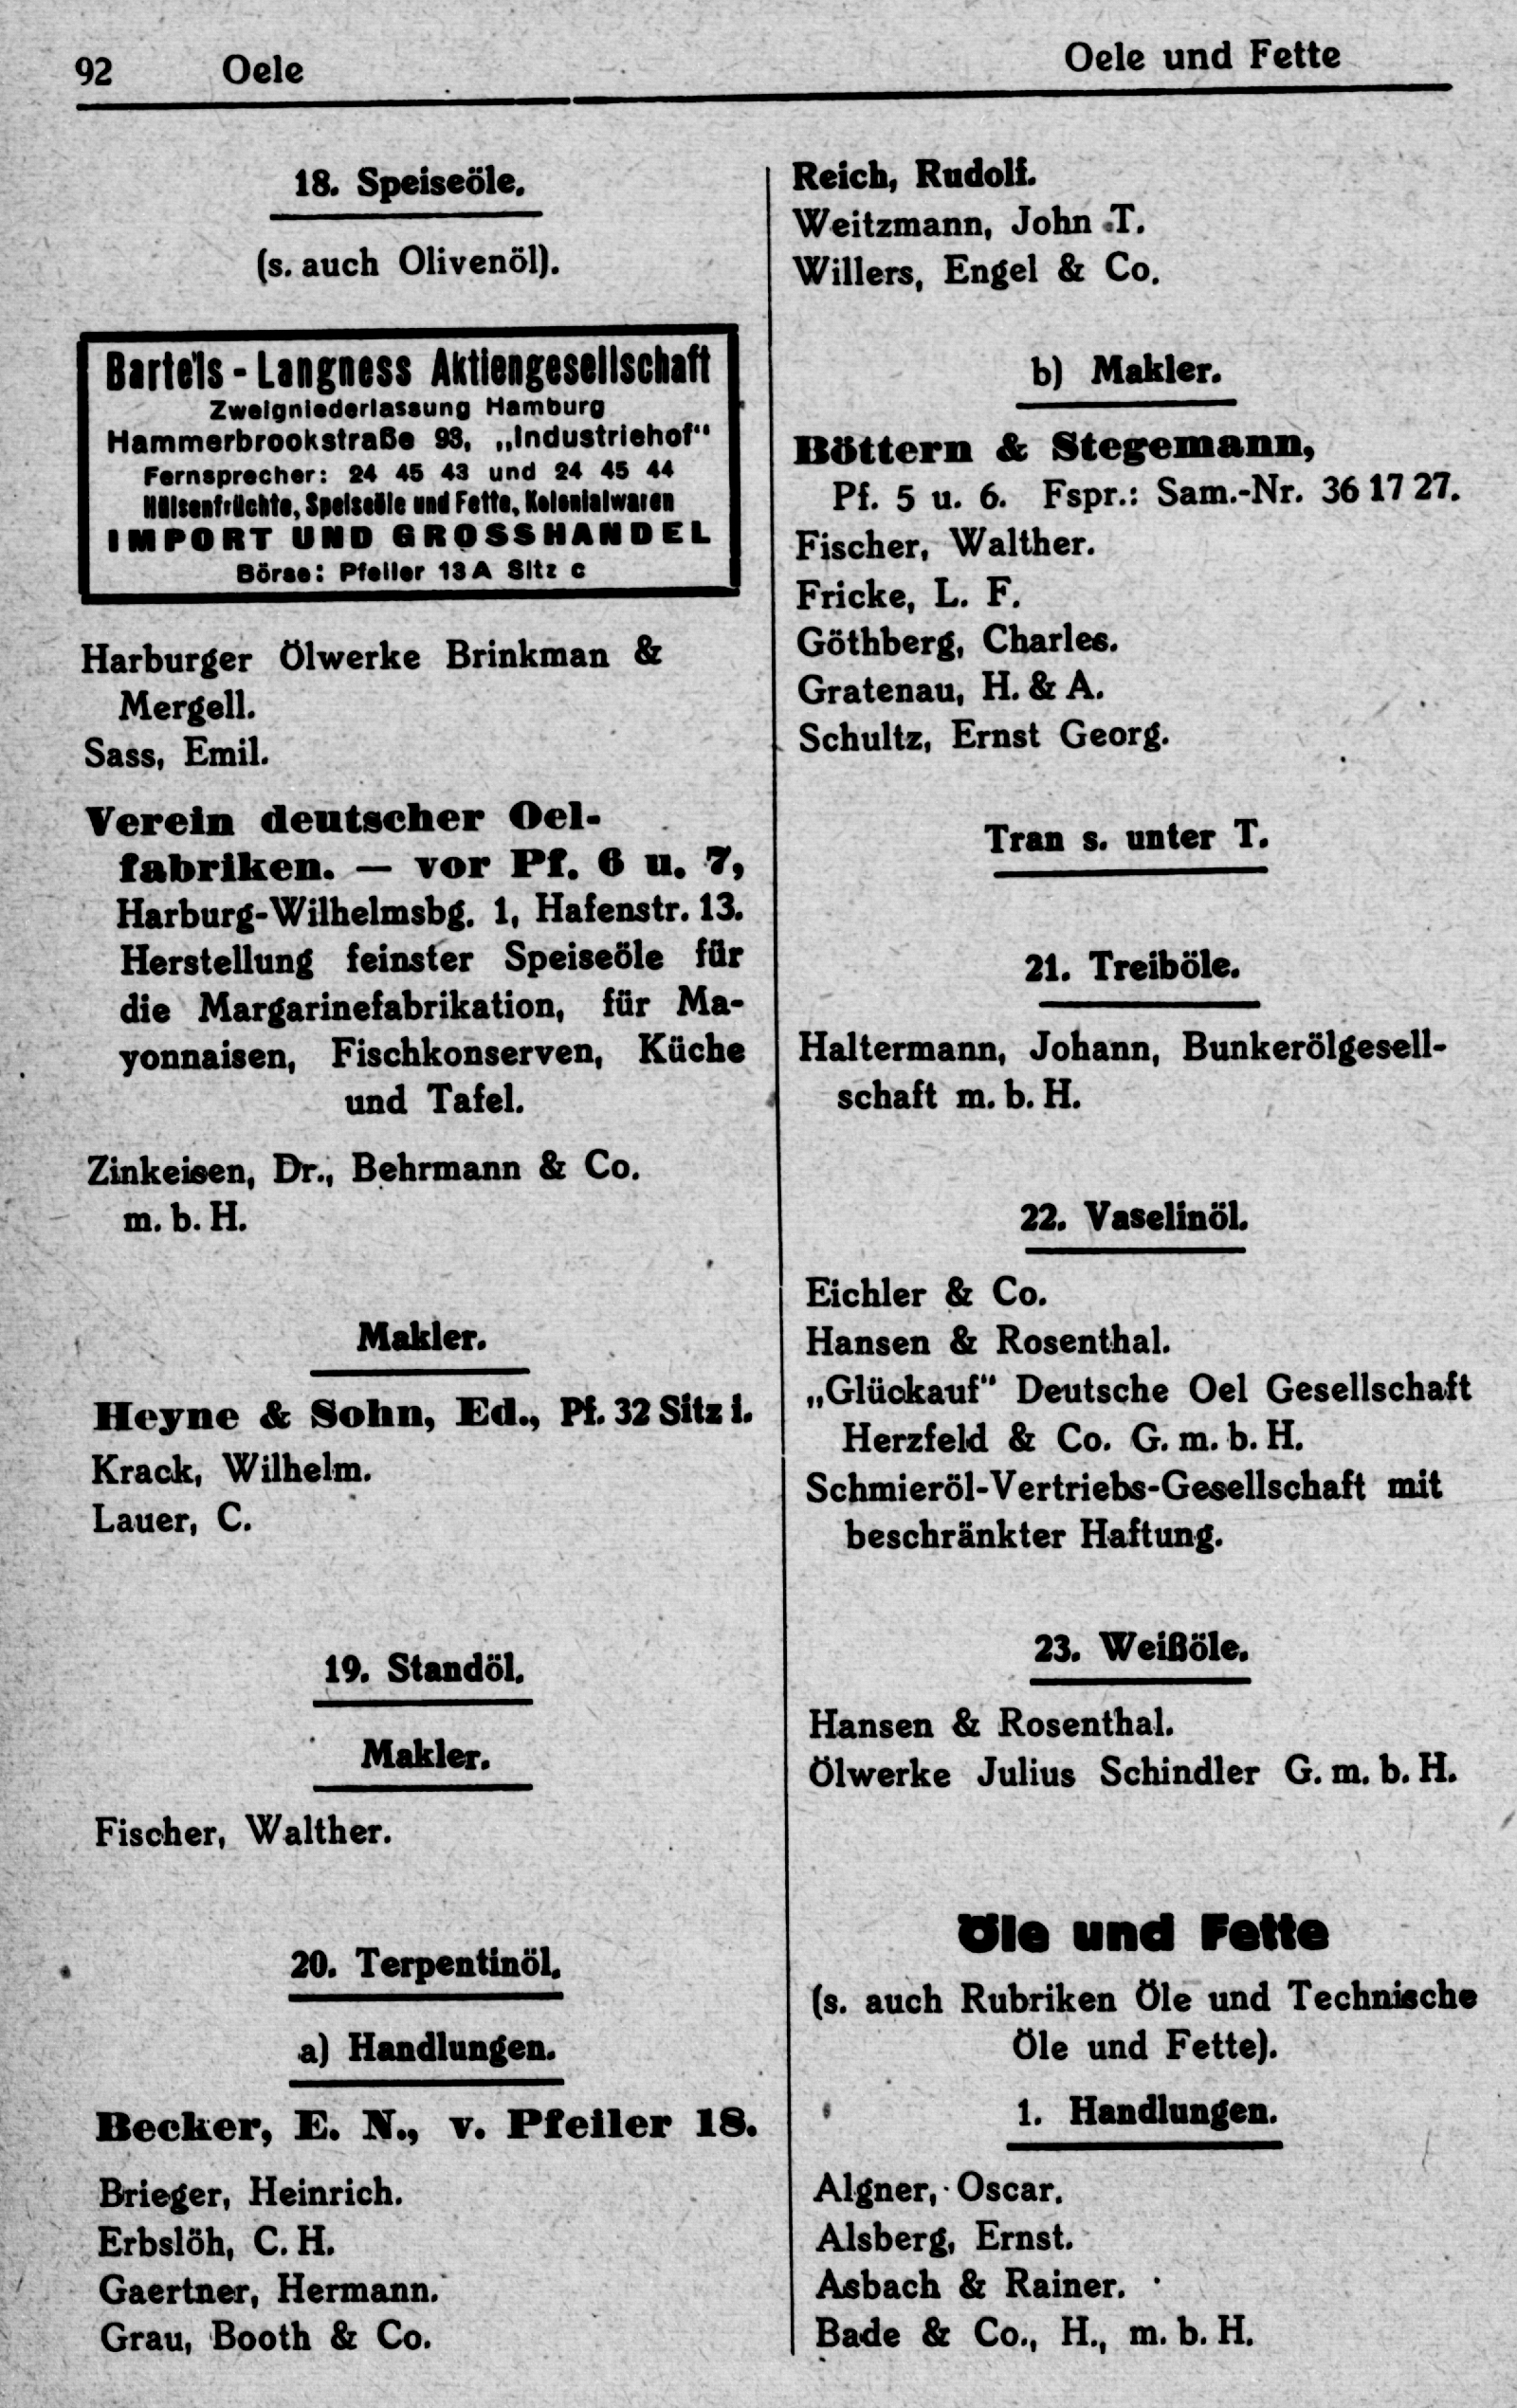 92 Oele
Oele und Fette
18. Speiseöle.
(s. auch Olivenöl).
Bartels-Langness Aktiengesellschaft
Zweigniederlassung Hamburg
Hammerbrookstraße 93, „Industriehof“
Fernsprecher: 24 45 43 und 24 45 44
Hülsenfrüchte, Speiseöle und Fette, Kolonialwaren
IMPORT UND GROSSHANDEL
Börse: Pfeiler 13 A Sitz c
Harburger Ölwerke Brinkman &
Mergell.
Sass, Emil.
Verein deutscher Oel-
fabriken. — vor Pf. 6 u. 7,
Harburg-Wilhelmsbg. 1, Hafenstr. 13.
Herstellung feinster Speiseöle für
die Margarinefabrikation, für Ma-
yonnaisen, Fischkonserven, Küche
und Tafel.
Zinkeisen, Dr., Behrmann & Co.
m. b. H.
Makler.
Heyne & Sohn, Ed., Pf. 32 Sitz i.
Krack, Wilhelm.
Lauer, C.
19. Standöl.
Makler.
Fischer, Walther.
20. Terpentinöl.
a) Handlungen.
Becker, E. N., v. Pfeiler 18.
Brieger, Heinrich.
Erbslöh, C. H.
Gaertner, Hermann.
Grau, Booth & Co.
Reich, Rudolf.
Weitzmann, John T.
Willers, Engel & Co.
b) Makler.
Böttern & Stegemann,
Pf. 5 u. 6. Fspr.: Sam.-Nr. 36 17 27.
Fischer, Walther.
Fricke, L. F.
Göthberg, Charles.
Gratenau, H. & A.
Schultz, Ernst Georg.
Tran s. unter T.
21. Treiböle.
Haltermann, Johann, Bunkerölgesell-
schaft m. b. H.
22. Vaselinöl.
Eichler & Co.
Hansen & Rosenthal.
„Glückauf“ Deutsche Oel Gesellschaft
Herzfeld & Co. G. m. b. H.
Schmieröl-Vertriebs-Gesellschaft mit
beschränkter Haftung.
23. Weißöle.
Hansen & Rosenthal.
Ölwerke Julius Schindler G. m. b. H.
Öle und Fette
(s. auch Rubriken Öle und Technische
Öle und Fette).
1. Handlungen.
Algner, Oscar.
Alsberg, Ernst.
Asbach & Rainer.
Bade & Co., H., m. b. H.